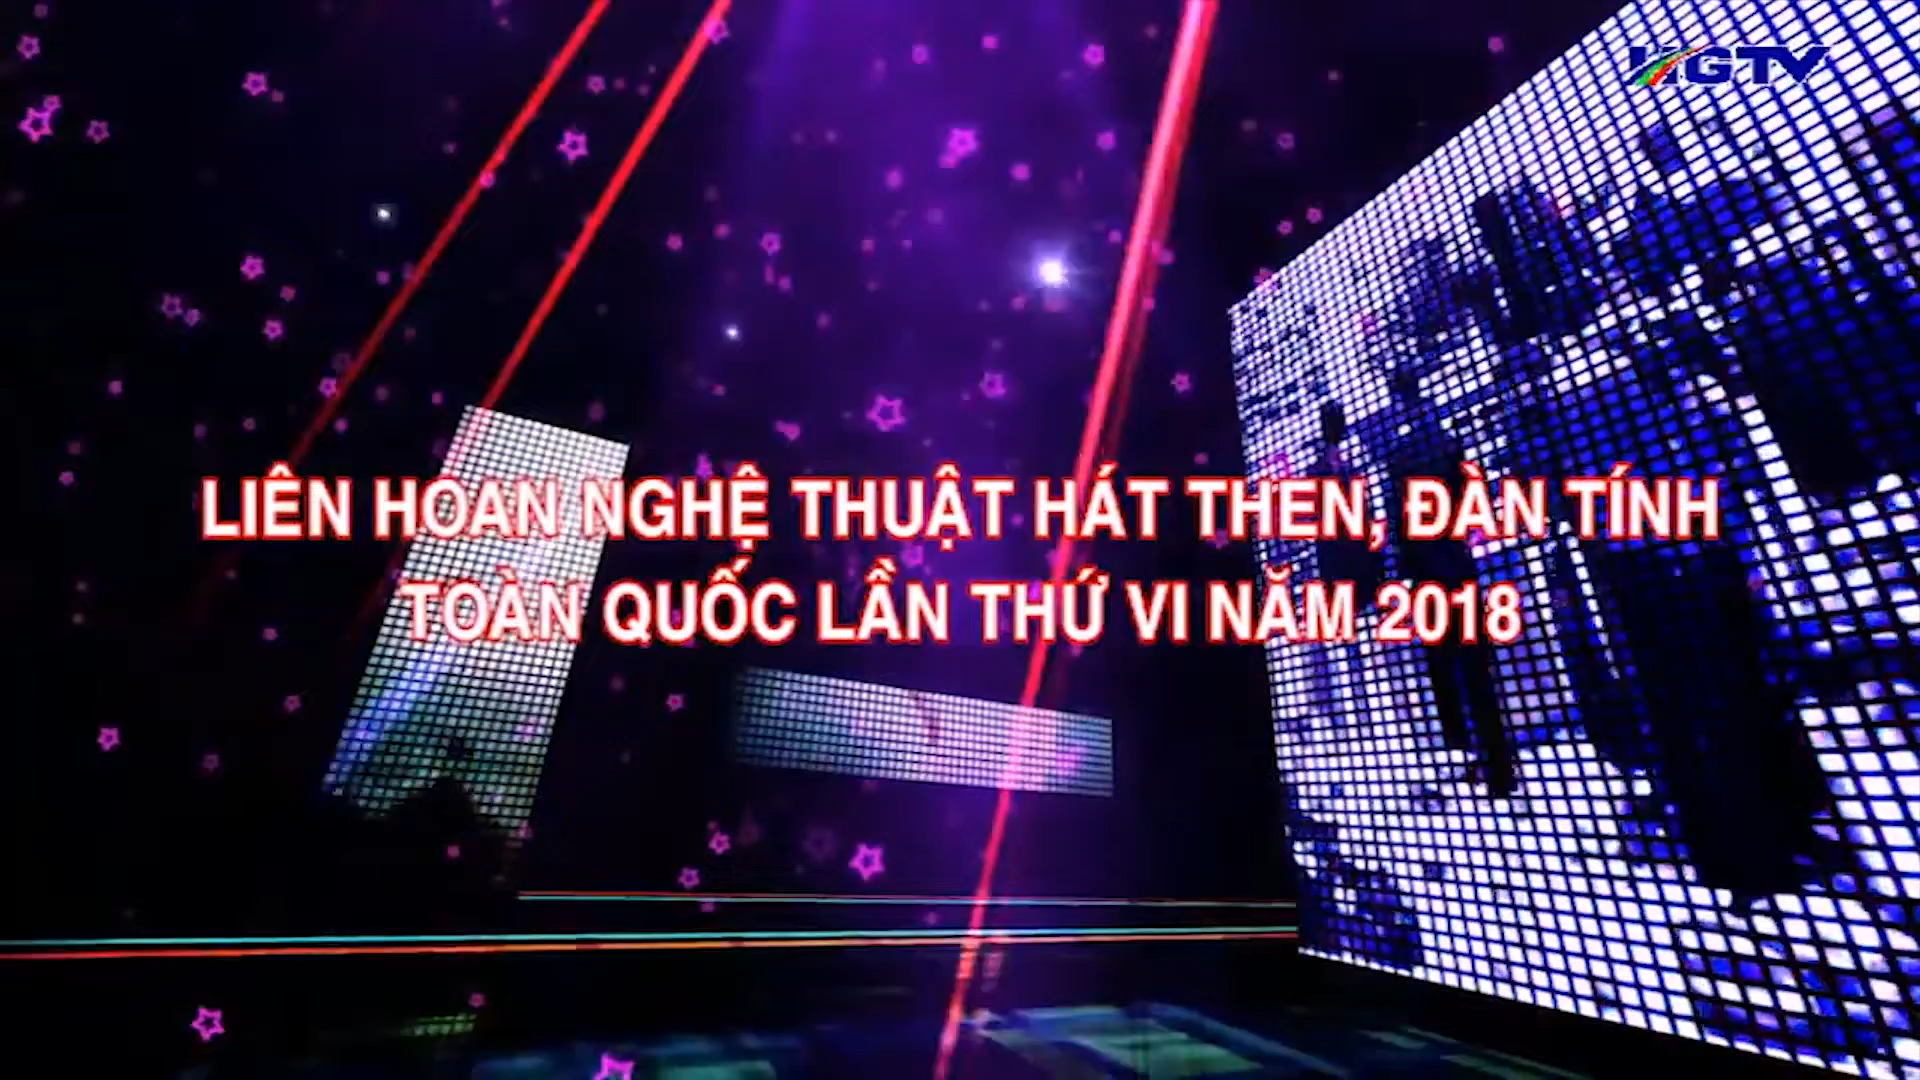 HGTV
LIÊN HOAN NGHỆ THUẬT HÁT THEN, ĐÀN TÍNH
TOÀN QUỐC LẦN THỨ VI NĂM 2018